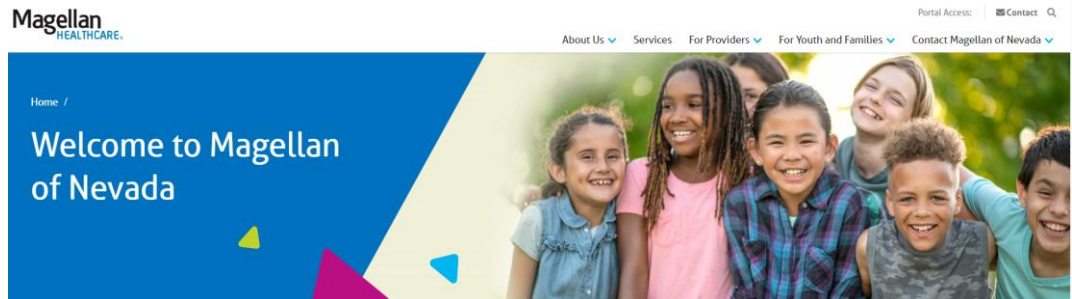 Magellan
HEALTHCARE.
Portal Access:
Contact
About Us
Services
For Providers
For Youth and Families
Contact Magellan of Nevada
Home /
Welcome to Magellan
of Nevada